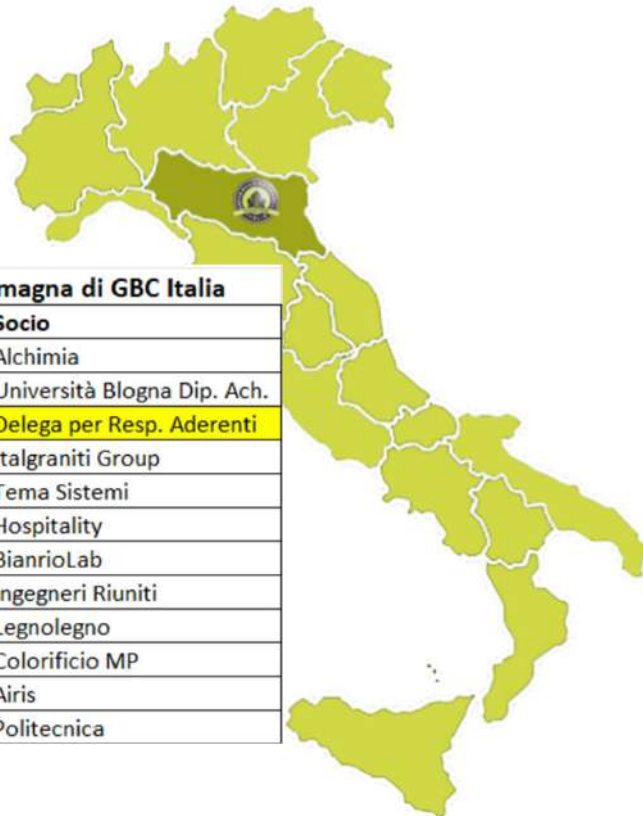 magna di GBC Italia
Socio
Alchimia
Università Blogna Dip. Ach.
Delega per Resp. Aderenti
talgraniti Group
Tema Sistemi
Hospitality
BianrioLab
ngegneri Riuniti
Legnolegno
Colorificio MP
Airis
Politecnica